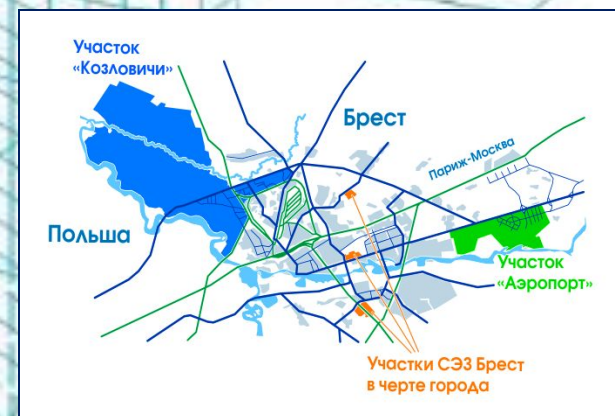 Участок
«Козловичи»
Брест
Париж-Москва
Польша
Участок
«Аэропорт»
Участки СЭЗ Брест
в черте города